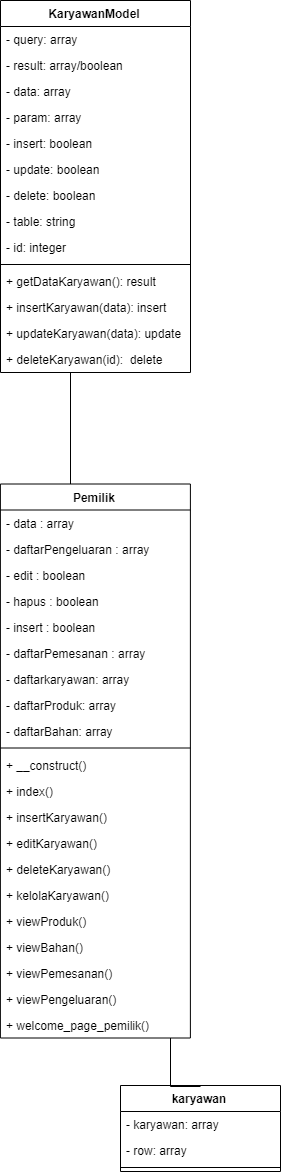 KaryawanModel
- query: array
- result: array/boolean
- data: array
- param: array
- insert: boolean
- update: boolean
- delete: boolean
- table: string
- id: integer
+ getDataKaryawan(): result
+ insertKaryawan(data): insert
+ updateKaryawan(data): update
+ deleteKaryawan(id): delete
Pemilik
- data : array
- daftarPengeluaran : array
- edit : boolean
- hapus : boolean
- insert : boolean
- daftarPemesanan : array
- daftarkaryawan: array
- daftarProduk: array
- daftarBahan: array
+ __construct()
+ index()
+ insertKaryawan()
+ editKaryawan()
+ deleteKaryawan()
+ kelolaKaryawan()
+ viewProduk()
+ viewBahan()
+ viewPemesanan()
+ viewPengeluaran()
+ welcome_page_pemilik()
karyawan
- karyawan: array
- row: array